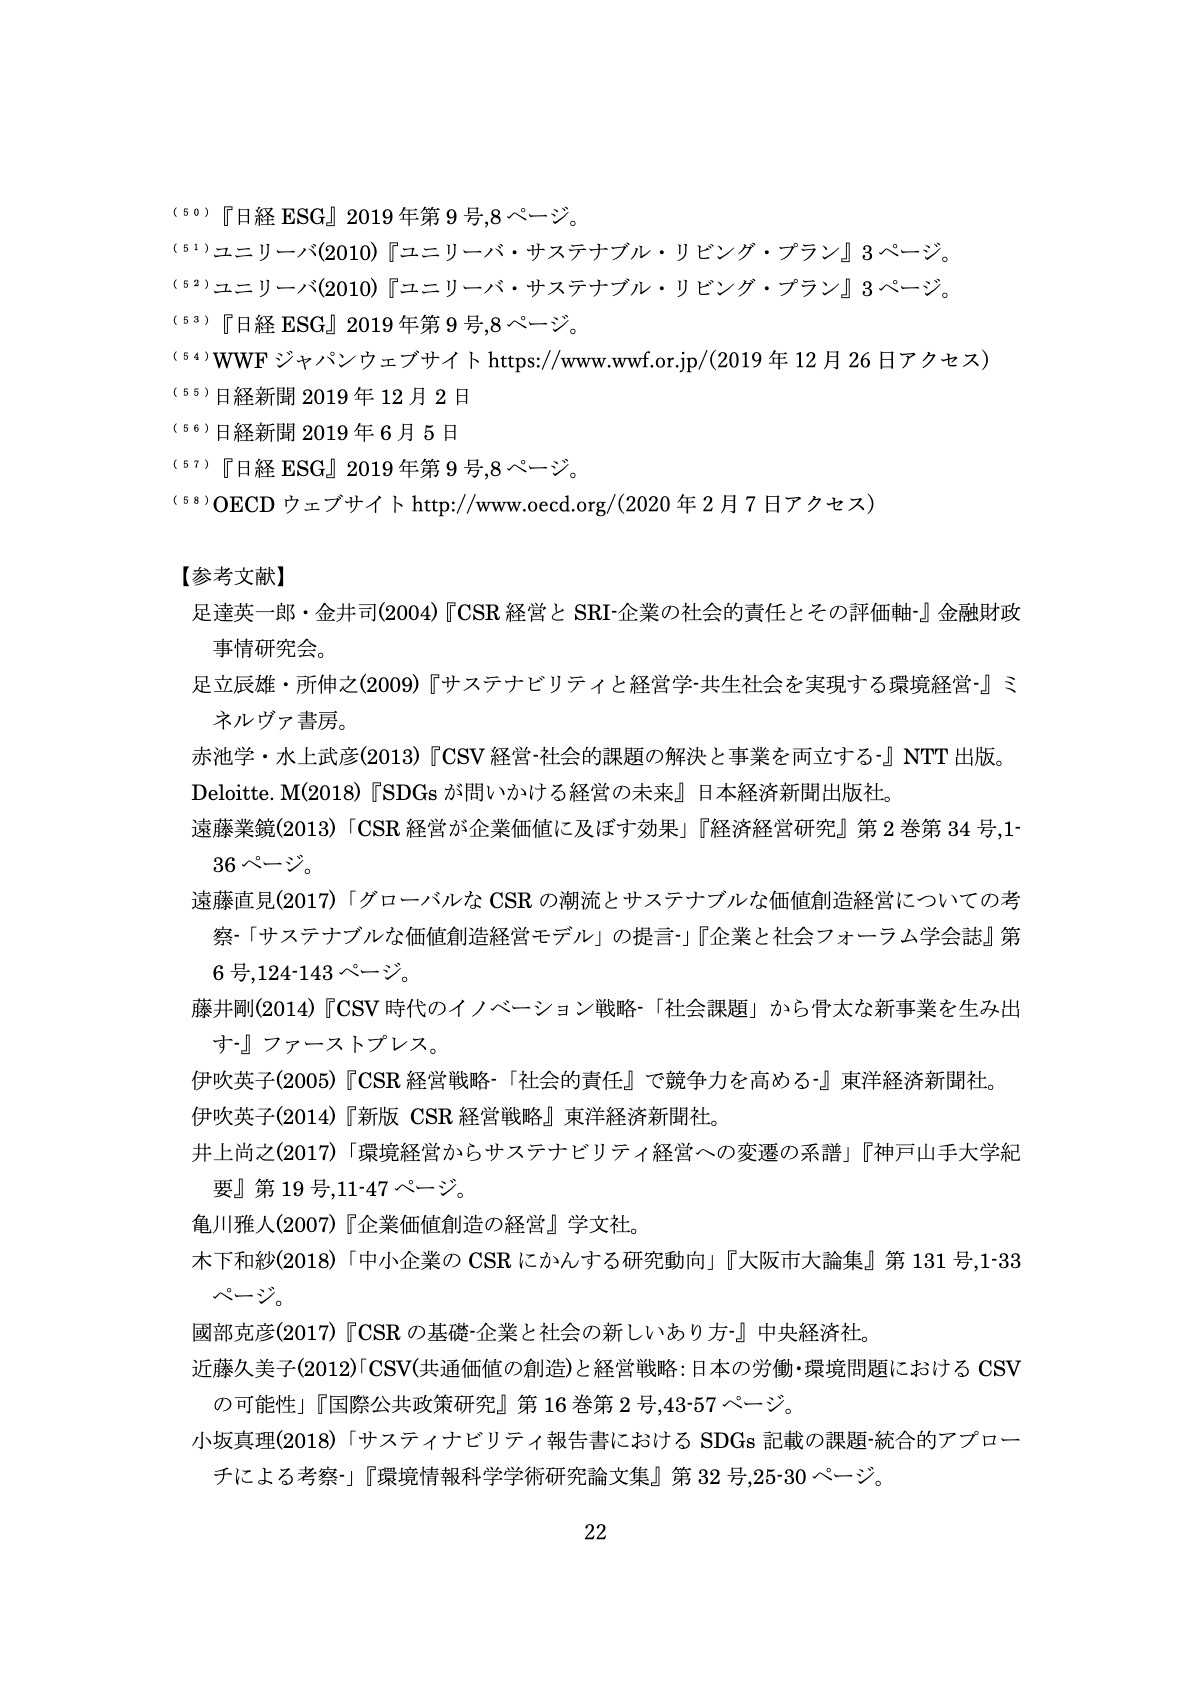 （５０）『日経 ESG』2019 年第 9 号,8 ページ。
（５１）ユニリーバ(2010)『ユニリーバ・サステナブル・リビング・プラン』3 ページ。
（５２）ユニリーバ(2010)『ユニリーバ・サステナブル・リビング・プラン』3 ページ。
（５３）『日経 ESG』2019 年第 9 号,8 ページ。
（５４）WWF ジャパンウェブサイト https://www.wwf.or.jp/(2019 年 12 月 26 日アクセス)
（５５）日経新聞 2019 年 12 月 2 日
（５６）日経新聞 2019 年 6 月 5 日
（５７）『日経 ESG』2019 年第 9 号,8 ページ。
（５８）OECD ウェブサイト http://www.oecd.org/(2020 年 2 月 7 日アクセス)
【参考文献】
足達英一郎・金井司(2004)『CSR 経営と SRI-企業の社会的責任とその評価軸-』金融財政
事情研究会。
足立辰雄・所伸之(2009)『サステナビリティと経営学-共生社会を実現する環境経営-』ミ
ネルヴァ書房。
赤池学・水上武彦(2013)『CSV 経営-社会的課題の解決と事業を両立する-』NTT 出版。
Deloitte. M(2018)『SDGs が問いかける経営の未来』日本経済新聞出版社。
遠藤業鏡(2013)「CSR 経営が企業価値に及ぼす効果」『経済経営研究』第 2 巻第 34 号,1-
36 ページ。
遠藤直見(2017)「グローバルな CSR の潮流とサステナブルな価値創造経営についての考
察-「サステナブルな価値創造経営モデル」の提言-」『企業と社会フォーラム学会誌』第
6 号,124-143 ページ。
藤井剛(2014)『CSV 時代のイノベーション戦略-「社会課題」から骨太な新事業を生み出
す-』ファーストプレス。
伊吹英子(2005)『CSR 経営戦略-「社会的責任』で競争力を高める-』東洋経済新聞社。
伊吹英子(2014)『新版 CSR 経営戦略』東洋経済新聞社。
井上尚之(2017)「環境経営からサステナビリティ経営への変遷の系譜」『神戸山手大学紀
要』第 19 号,11-47 ページ。
亀川雅人(2007)『企業価値創造の経営』学文社。
木下和紗(2018)「中小企業の CSR にかんする研究動向」『大阪市大論集』第 131 号,1-33
ページ。
國部克彦(2017)『CSR の基礎-企業と社会の新しいあり方-』中央経済社。
近藤久美子(2012)「CSV(共通価値の創造)と経営戦略:日本の労働・環境問題における CSV
の可能性」『国際公共政策研究』第 16 巻第 2 号,43-57 ページ。
小坂真理(2018)「サスティナビリティ報告書における SDGs 記載の課題-統合的アプロー
チによる考察-」『環境情報科学学術研究論文集』第 32 号,25-30 ページ。
22